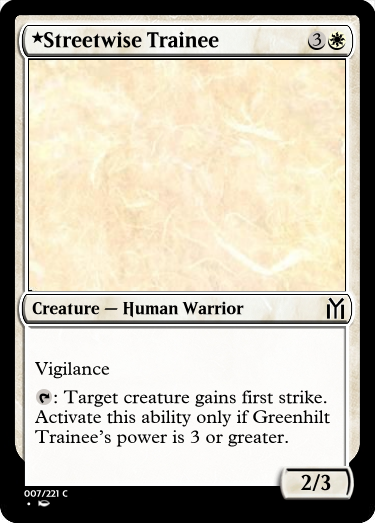 ★Streetwise Trainee 3
Creature — Human Warrior
Vigilance
: Target creature gains first strike.
Activate this ability only if Greenhilt
Trainee's power is 3 or greater.
2/3
007/221 C